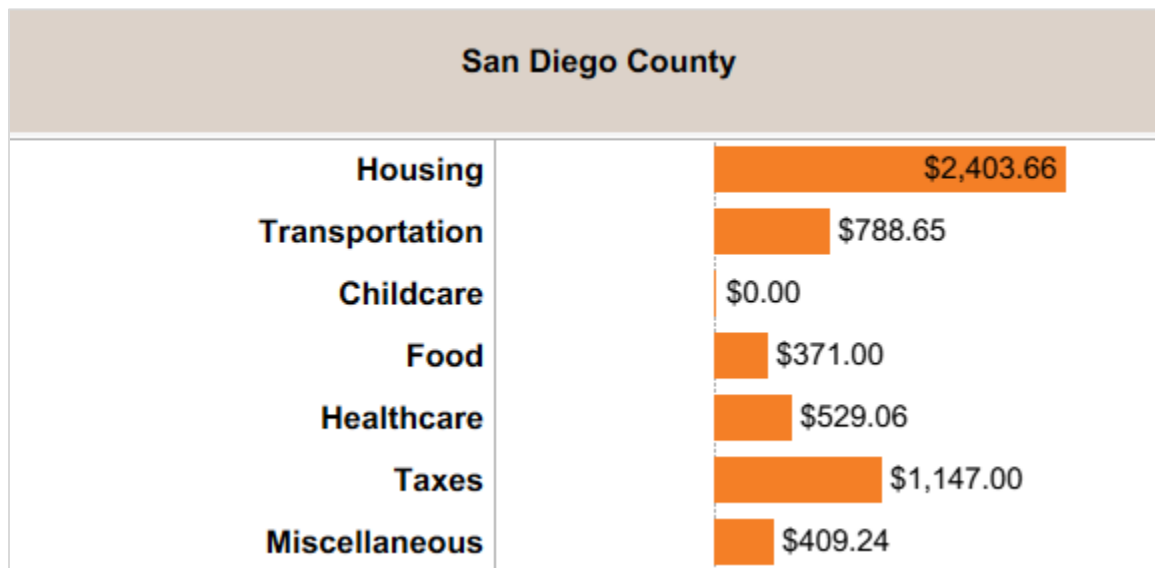 San Diego County
Housing $2,403.66
Transportation $788.65
Childcare $0.00
Food $371.00
Healthcare $529.06
Taxes $1,147.00
Miscellaneous $409.24